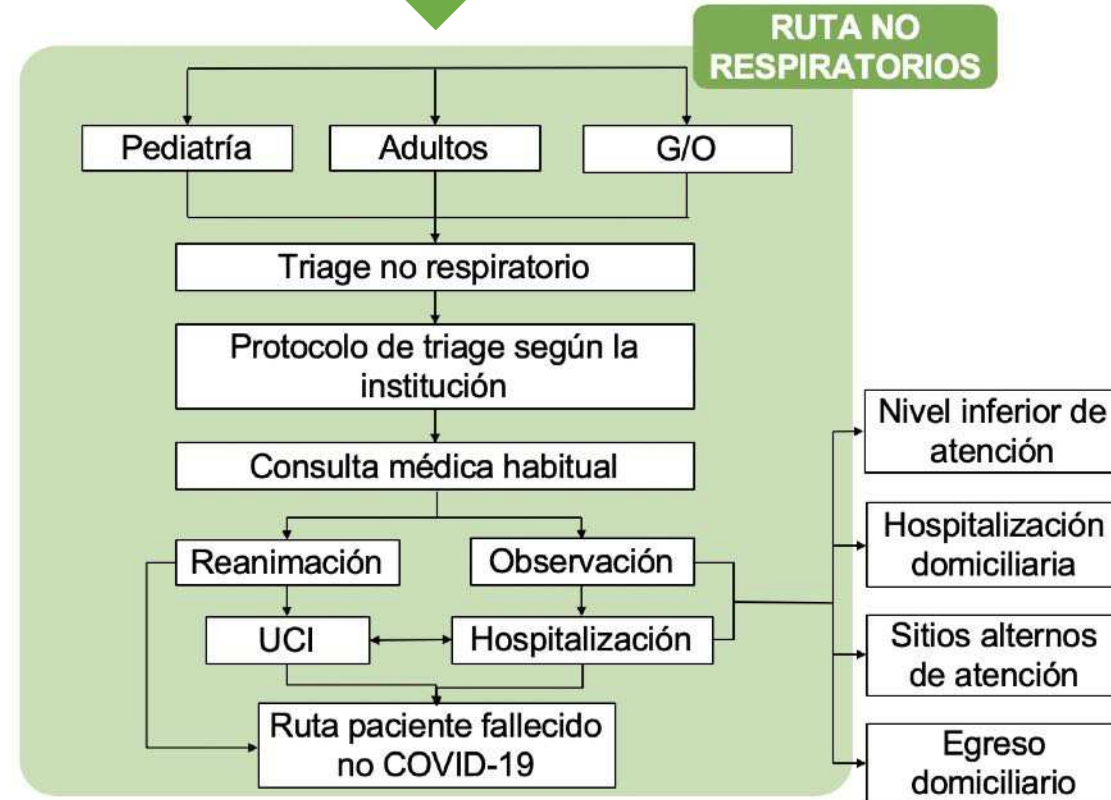 RUTA NO
RESPIRATORIOS
Pediatría
Adultos
G/O
Triage no respiratorio
Protocolo de triage según la
institución
Consulta médica habitual
Reanimación
Observación
UCI
Hospitalización
Ruta paciente fallecido
no COVID-19
Nivel inferior de
atención
Hospitalización
domiciliaria
Sitios alternos
de atención
Egreso
domiciliario